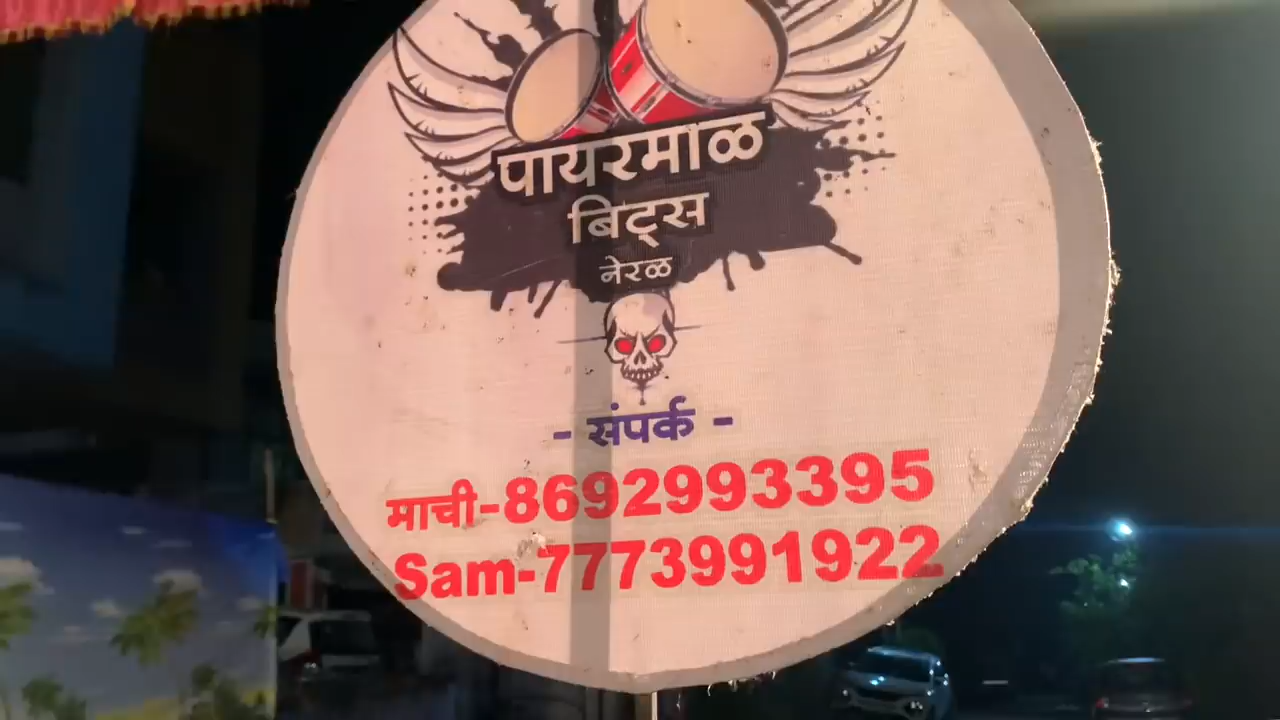 पायरमाळ
बिट्स
नेरळ
- संपर्क -
माची-8692993395
Sam-7773991922